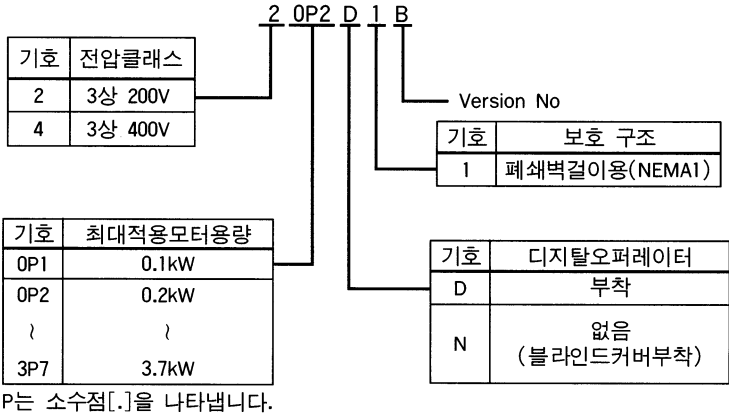 2 0P2 D 1 B
기호 전압클래스
2 3상 200V
4 3상 400V
Version No
기호 보호 구조
1 폐쇄벽걸이용(NEMA1)
기호 최대적용모터용량
0P1 0.1kW
0P2 0.2kW
~ ~
3P7 3.7kW
P는 소수점[.]을 나타냅니다.
기호 디지탈오퍼레이터
D 부착
N 없음
(블라인드커버부착)